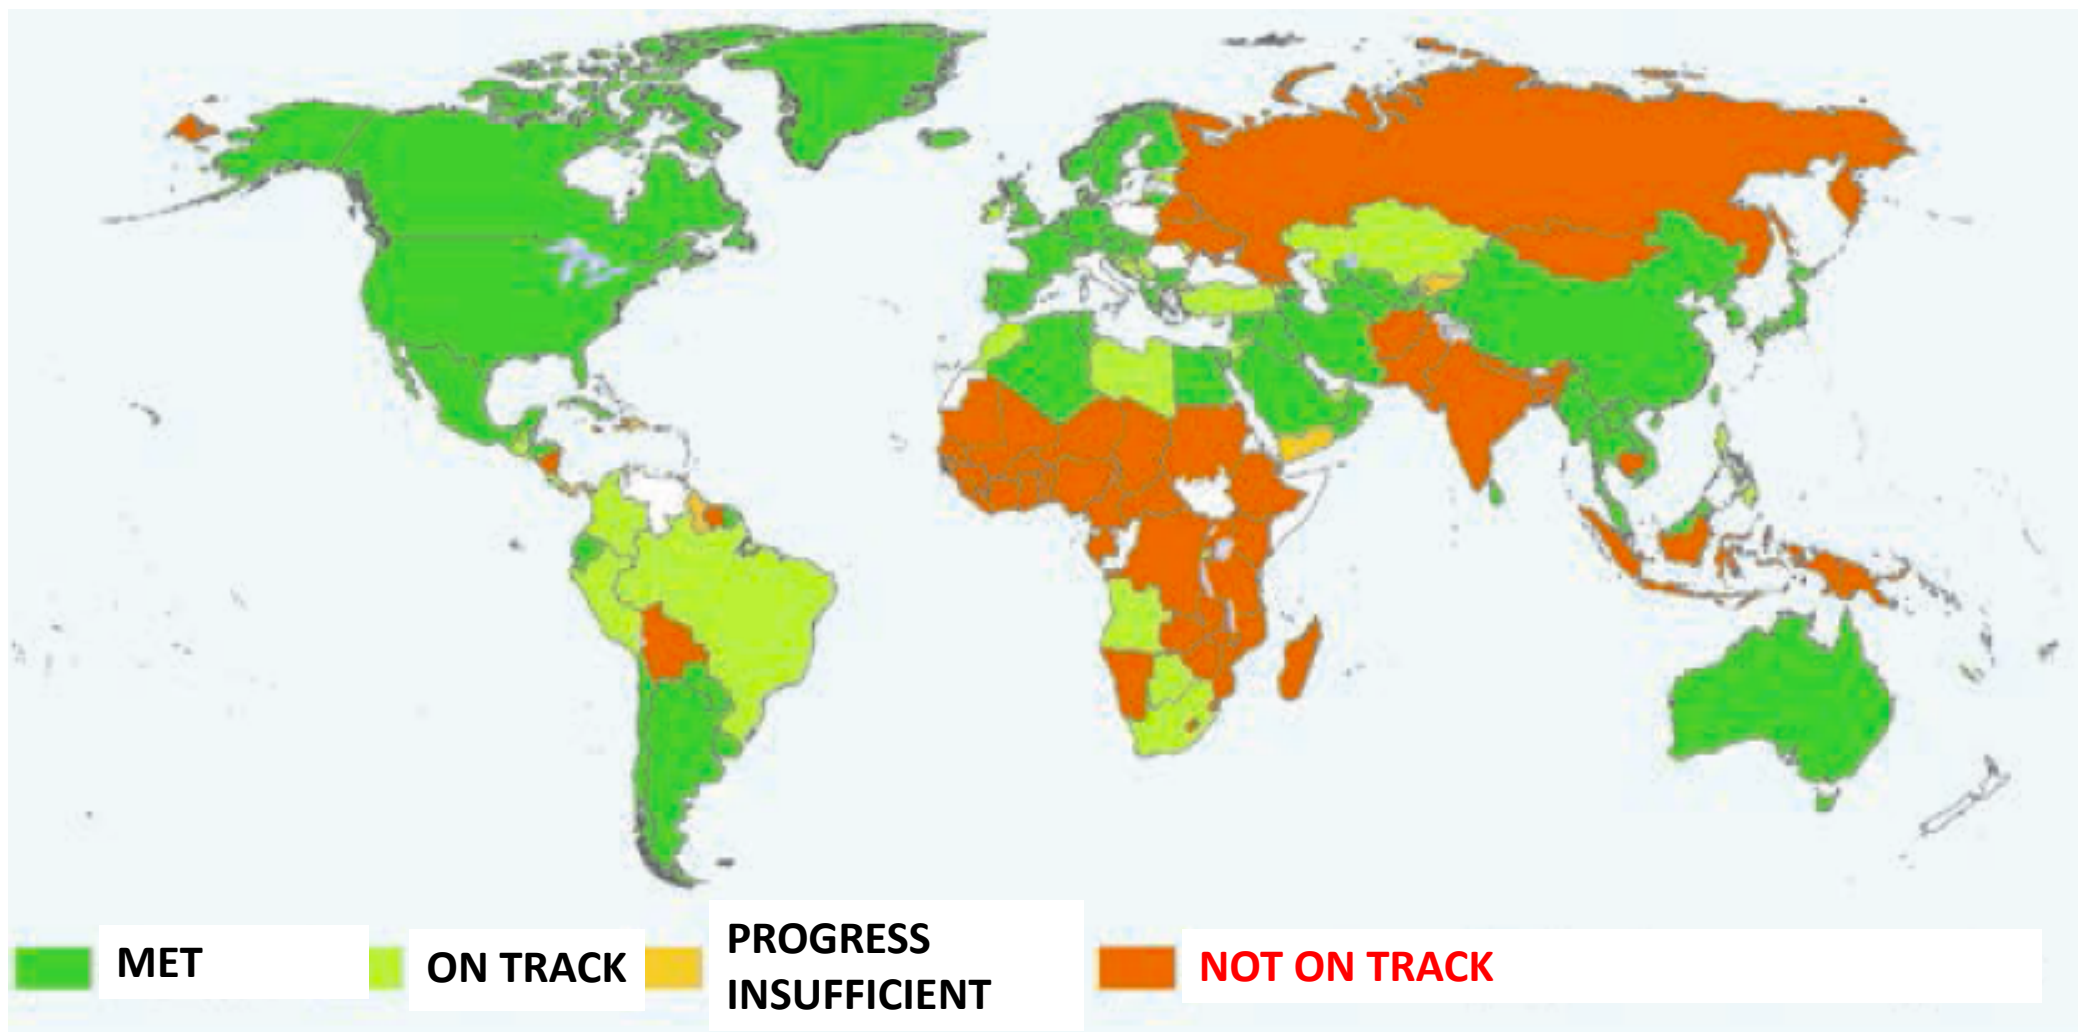 MET
ON TRACK
PROGRESS
INSUFFICIENT
NOT ON TRACK